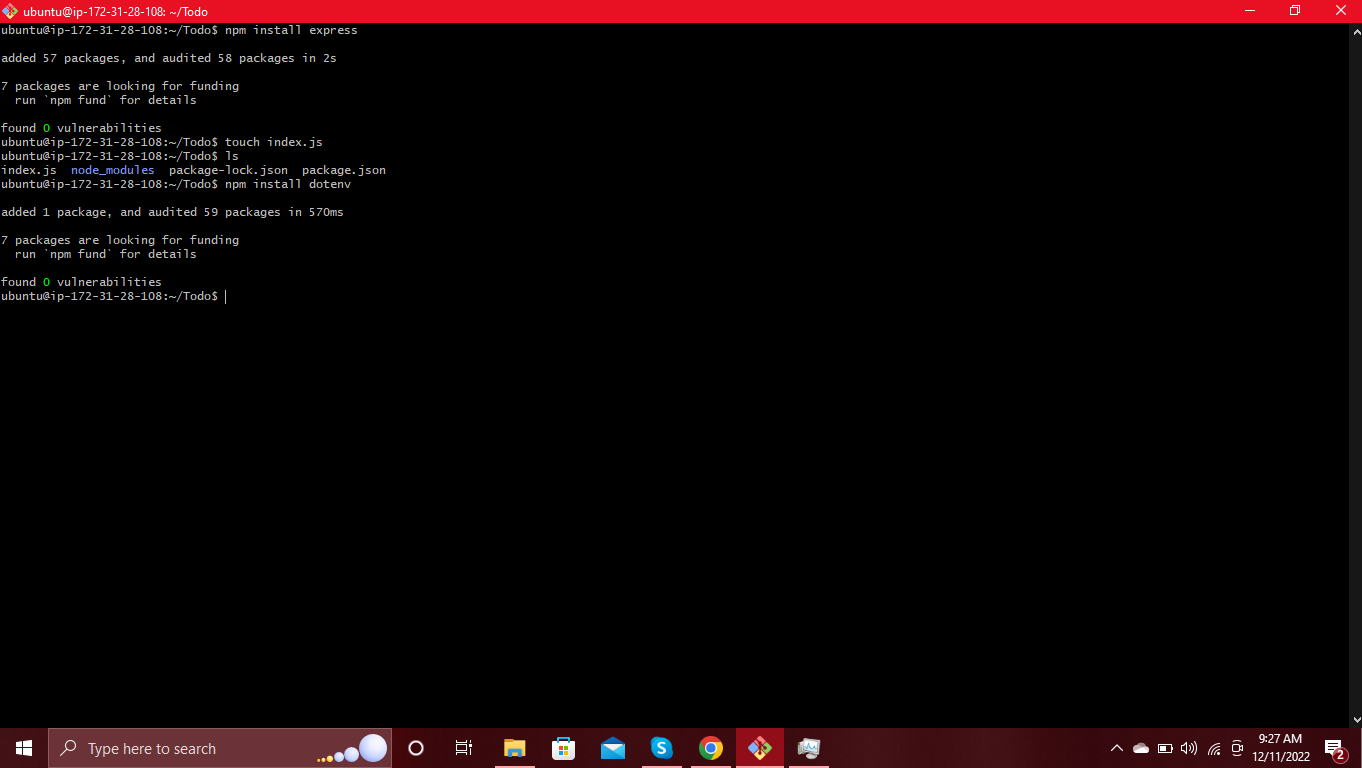 ubuntu@ip-172-31-28-108: ~/Todo
ubuntu@ip-172-31-28-108:~/Todo$ npm install express
added 57 packages, and audited 58 packages in 2s
7 packages are looking for funding
  run `npm fund` for details
found 0 vulnerabilities
ubuntu@ip-172-31-28-108:~/Todo$ touch index.js
ubuntu@ip-172-31-28-108:~/Todo$ ls
index.js  node_modules  package-lock.json  package.json
ubuntu@ip-172-31-28-108:~/Todo$ npm install dotenv
added 1 package, and audited 59 packages in 570ms
7 packages are looking for funding
  run `npm fund` for details
found 0 vulnerabilities
ubuntu@ip-172-31-28-108:~/Todo$
Type here to search
S
9:27 AM
12/11/2022
2